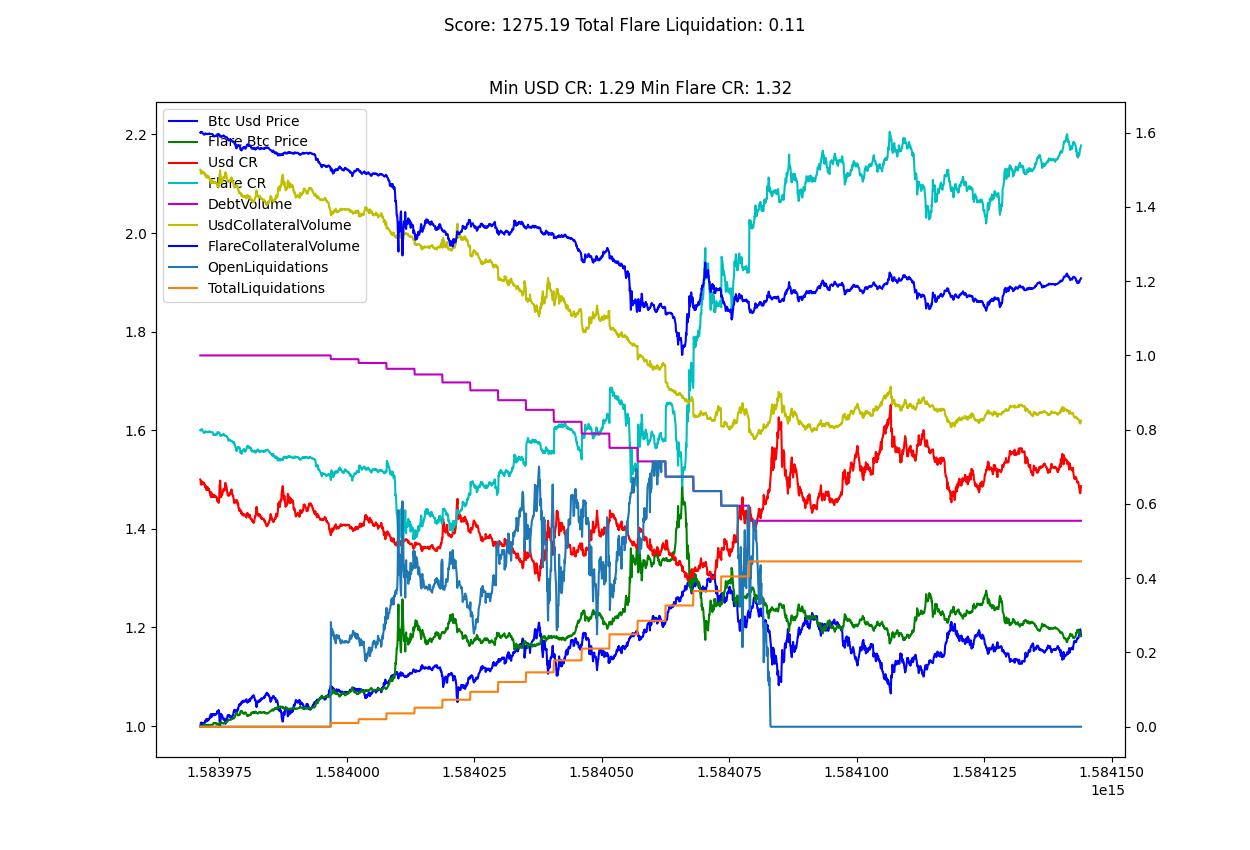 Score: 1275.19 Total Flare Liquidation: 0.11
Min USD CR: 1.29 Min Flare CR: 1.32
Btc Usd Price
Flare Btc Price
Usd CR
Flare CR
DebtVolume
UsdCollateralVolume
FlareCollateralVolume
OpenLiquidations
TotalLiquidations
2.2
2.0
1.8
1.6
1.4
1.2
1.0
1.6
1.4
1.2
1.0
0.8
0.6
0.4
0.2
0.0
1.583975 1.584000 1.584025 1.584050 1.584075 1.584100 1.584125 1.584150
1e15